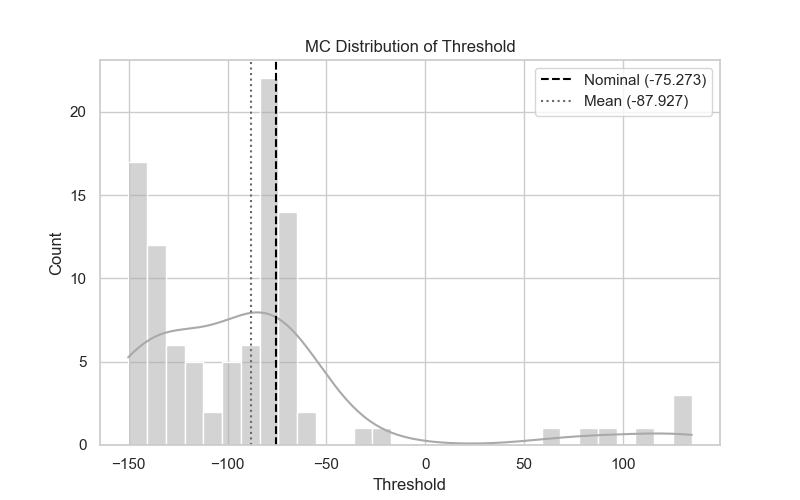 MC Distribution of Threshold
Nominal (-75.273)
Mean (-87.927)
Count
20
15
10
5
0
−150
−100
−50
0
50
100
Threshold